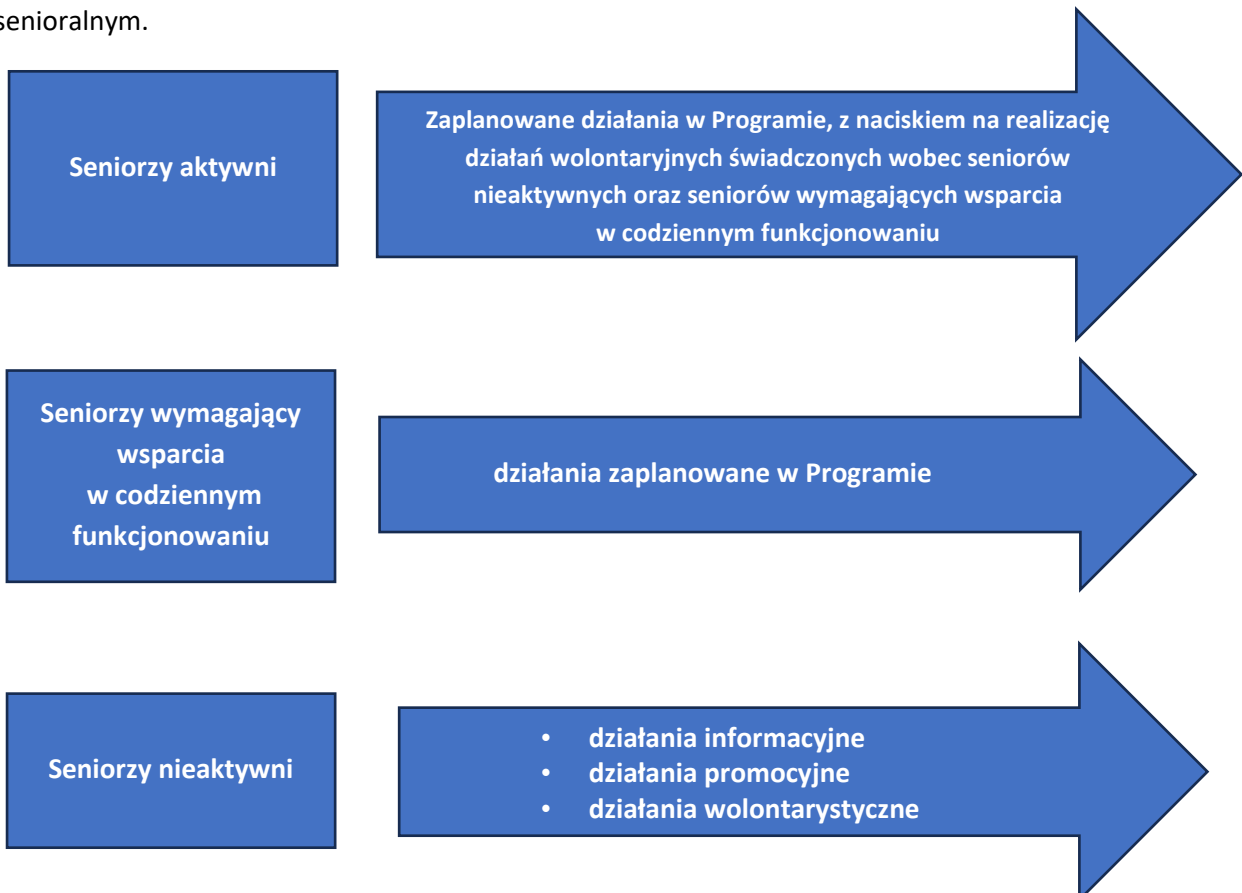 senioralnym.
Seniorzy aktywni
Zaplanowane działania w Programie, z naciskiem na realizację
działań wolontaryjnych świadczonych wobec seniorów
nieaktywnych oraz seniorów wymagających wsparcia
w codziennym funkcjonowaniu
Seniorzy wymagający
wsparcia
w codziennym
funkcjonowaniu
działania zaplanowane w Programie
Seniorzy nieaktywni
• działania informacyjne
• działania promocyjne
• działania wolontarystyczne